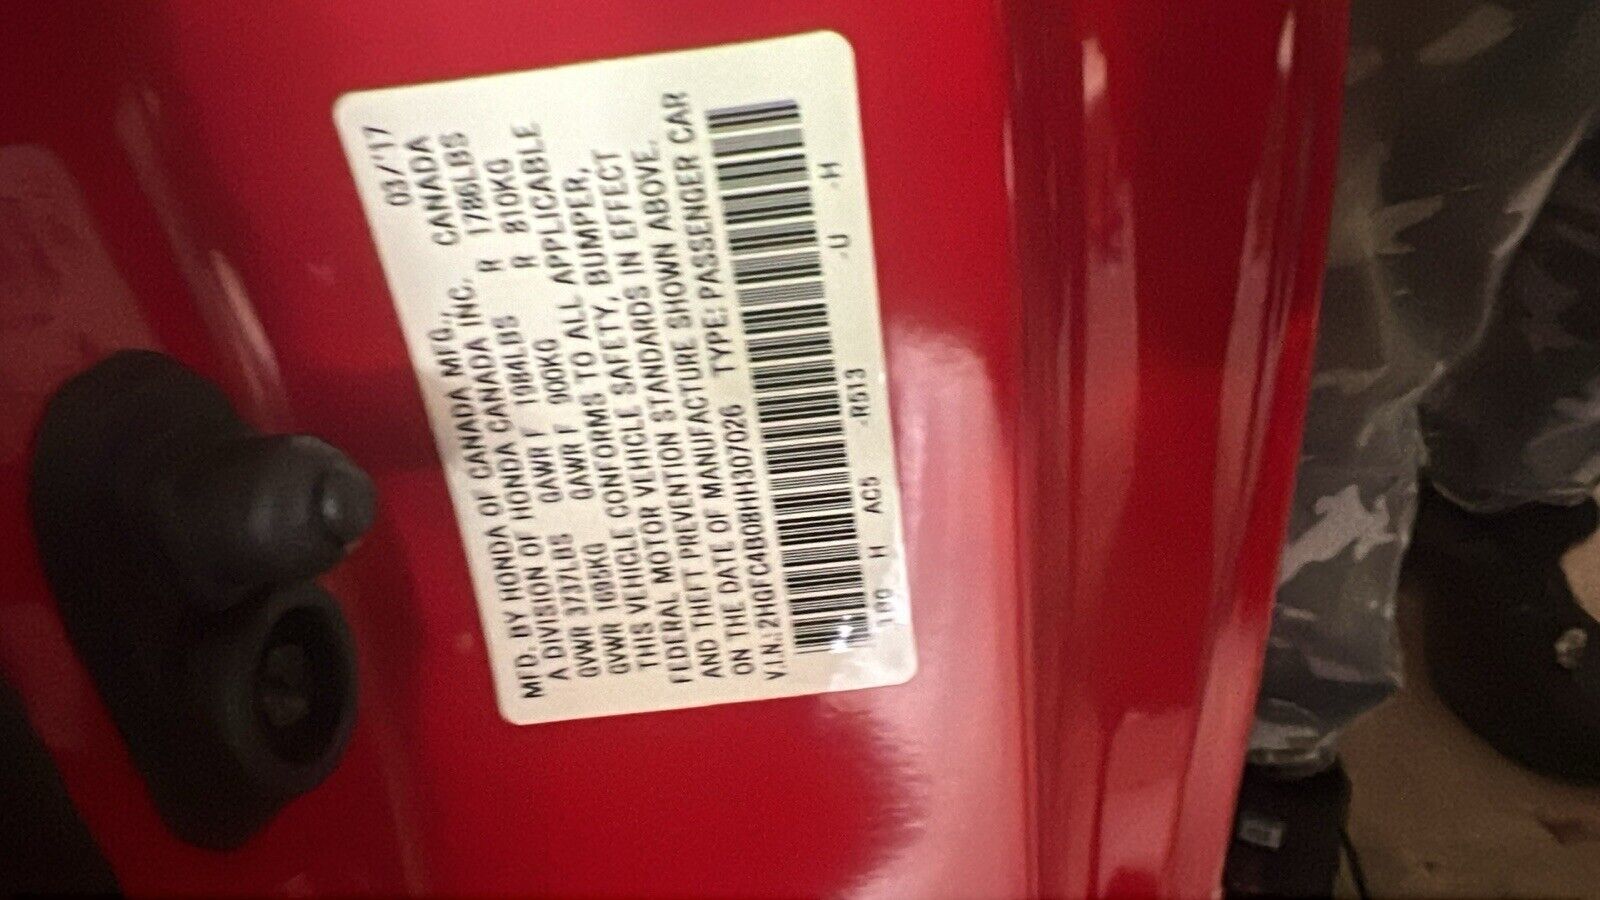 MFD. BY HONDA OF CANADA MFG., 03/'17
A DIVISION OF HONDA CANADA INC. CANADA
GVWR 3737LBS GAWR F 1984LBS R 1786LBS
GVWR 1695KG GAWR F 900KG R 810KG
THIS VEHICLE CONFORMS TO ALL APPLICABLE
FEDERAL MOTOR VEHICLE SAFETY, BUMPER,
AND THEFT PREVENTION STANDARDS IN EFFECT
ON THE DATE OF MANUFACTURE SHOWN ABOVE.
V.I.N.: 2HGFC4B08HH307026 TYPE: PASSENGER CAR
H AC5 -R513 -U -H